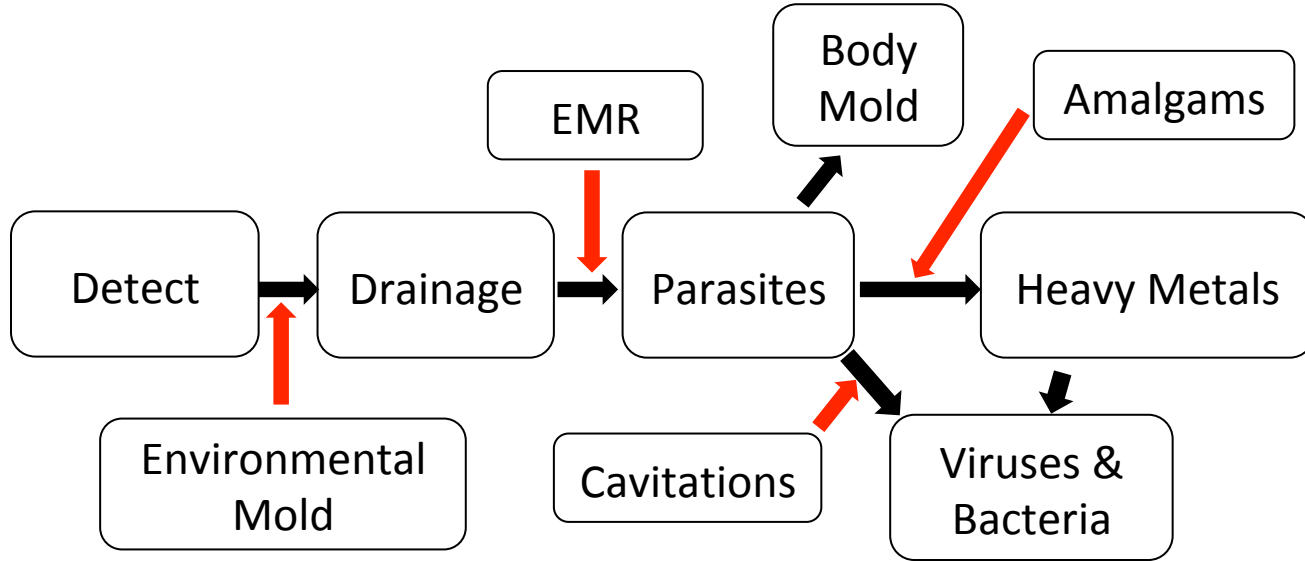 Body
Mold
EMR
Amalgams
Detect
Drainage
Parasites
Heavy Metals
Environmental
Mold
Cavitations
Viruses &
Bacteria